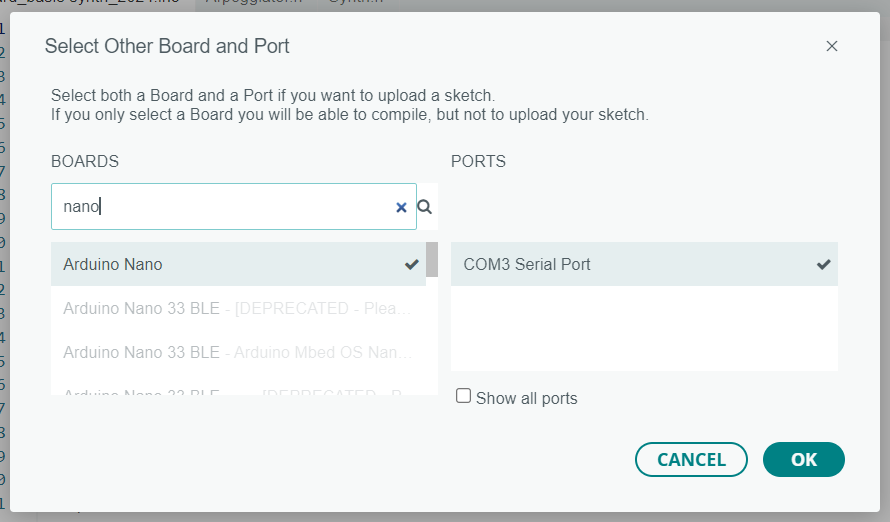 Select Other Board and Port
Select both a Board and a Port if you want to upload a sketch.
If you only select a Board you will be able to compile, but not to upload your sketch.
BOARDS
PORTS
nano
Arduino Nano
COM3 Serial Port
Arduino Nano 33 BLE - [DEPRECATED - Plea...
Arduino Nano 33 BLE - Arduino Mbed OS Nan...
Show all ports
CANCEL
OK